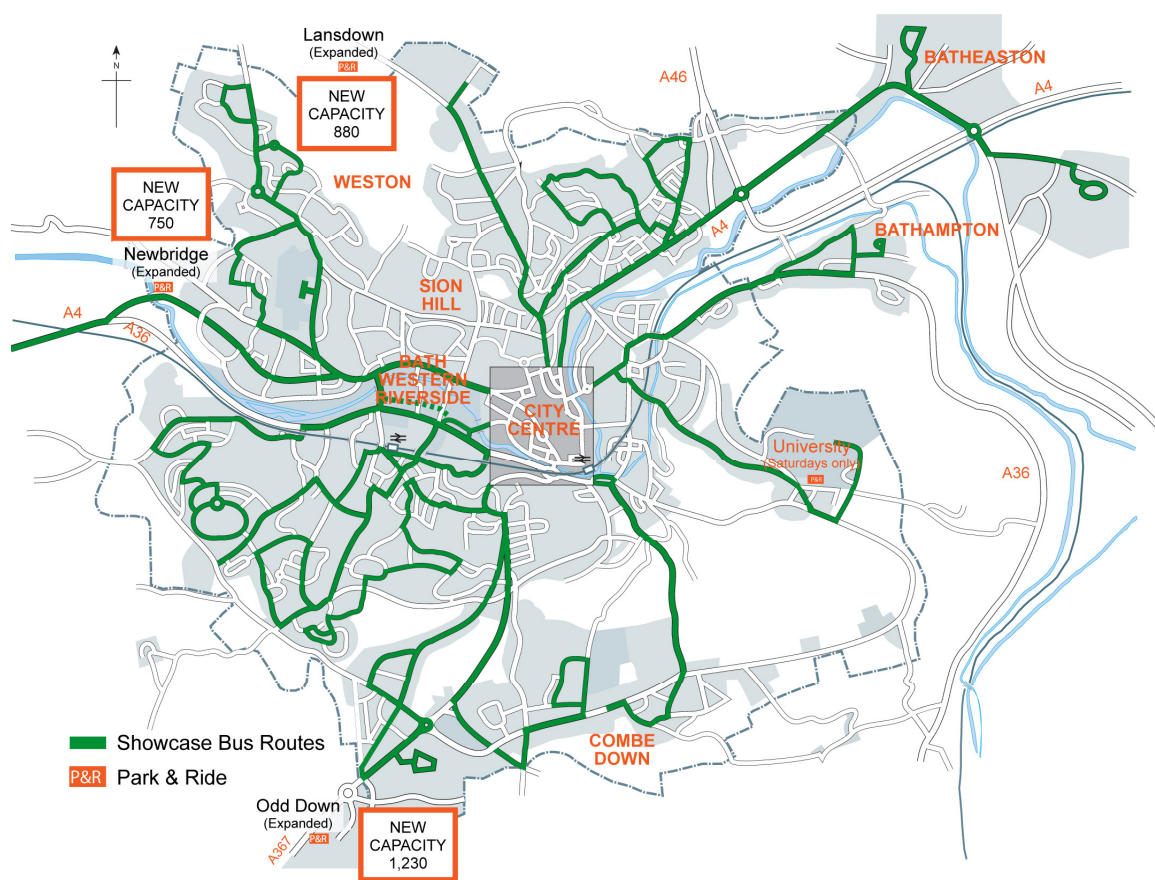 Lansdown
(Expanded)
P&R
NEW
CAPACITY
880
N
BATHEASTON
A46
A4
WESTON
NEW
CAPACITY
750
Newbridge
(Expanded)
P&R
A4
A36
A4
BATHAMPTON
SION
HILL
BATH
WESTERN
RIVERSIDE
CITY
CENTRE
University
(Saturdays only)
P&R
A36
COMBE
DOWN
Showcase Bus Routes
P&R Park & Ride
Odd Down
(Expanded)
P&R
A367
NEW
CAPACITY
1,230